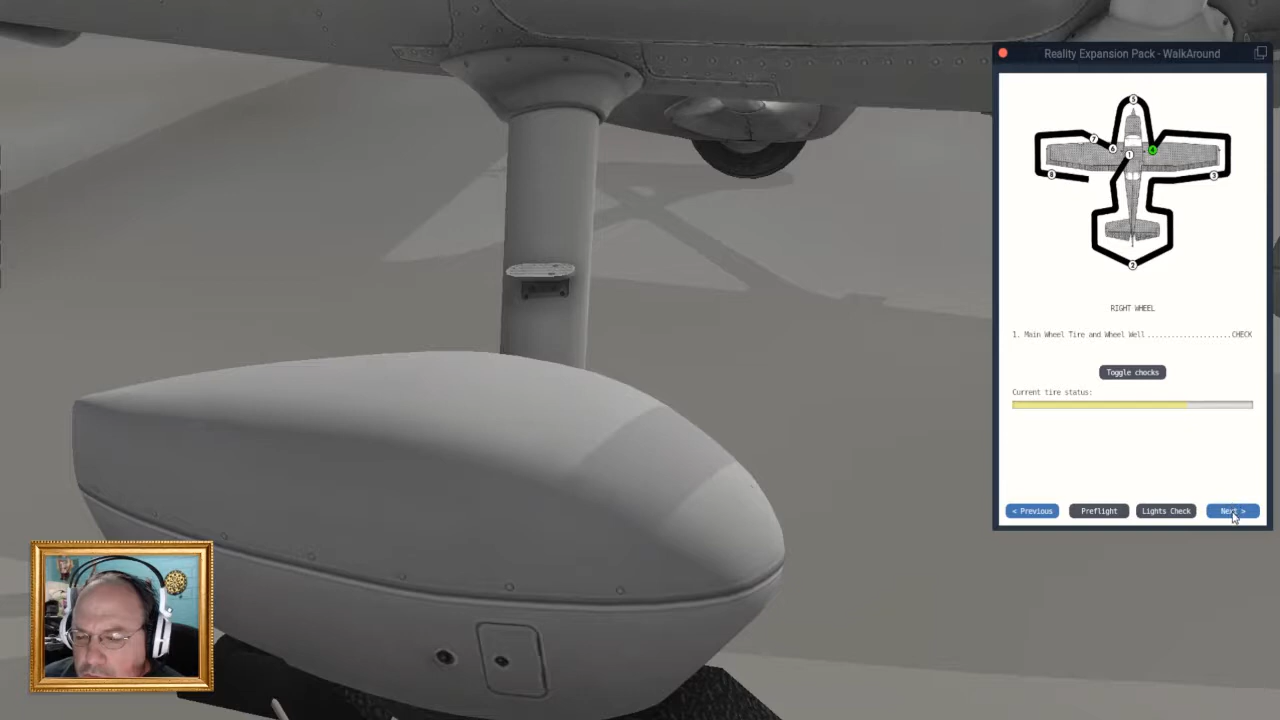 Reality Expansion Pack - WalkAround
RIGHT WHEEL
1. Main Wheel Tire and Wheel Well.....................CHECK
Toggle chocks
Current tire status:
< Previous
Preflight
Lights Check
Next >